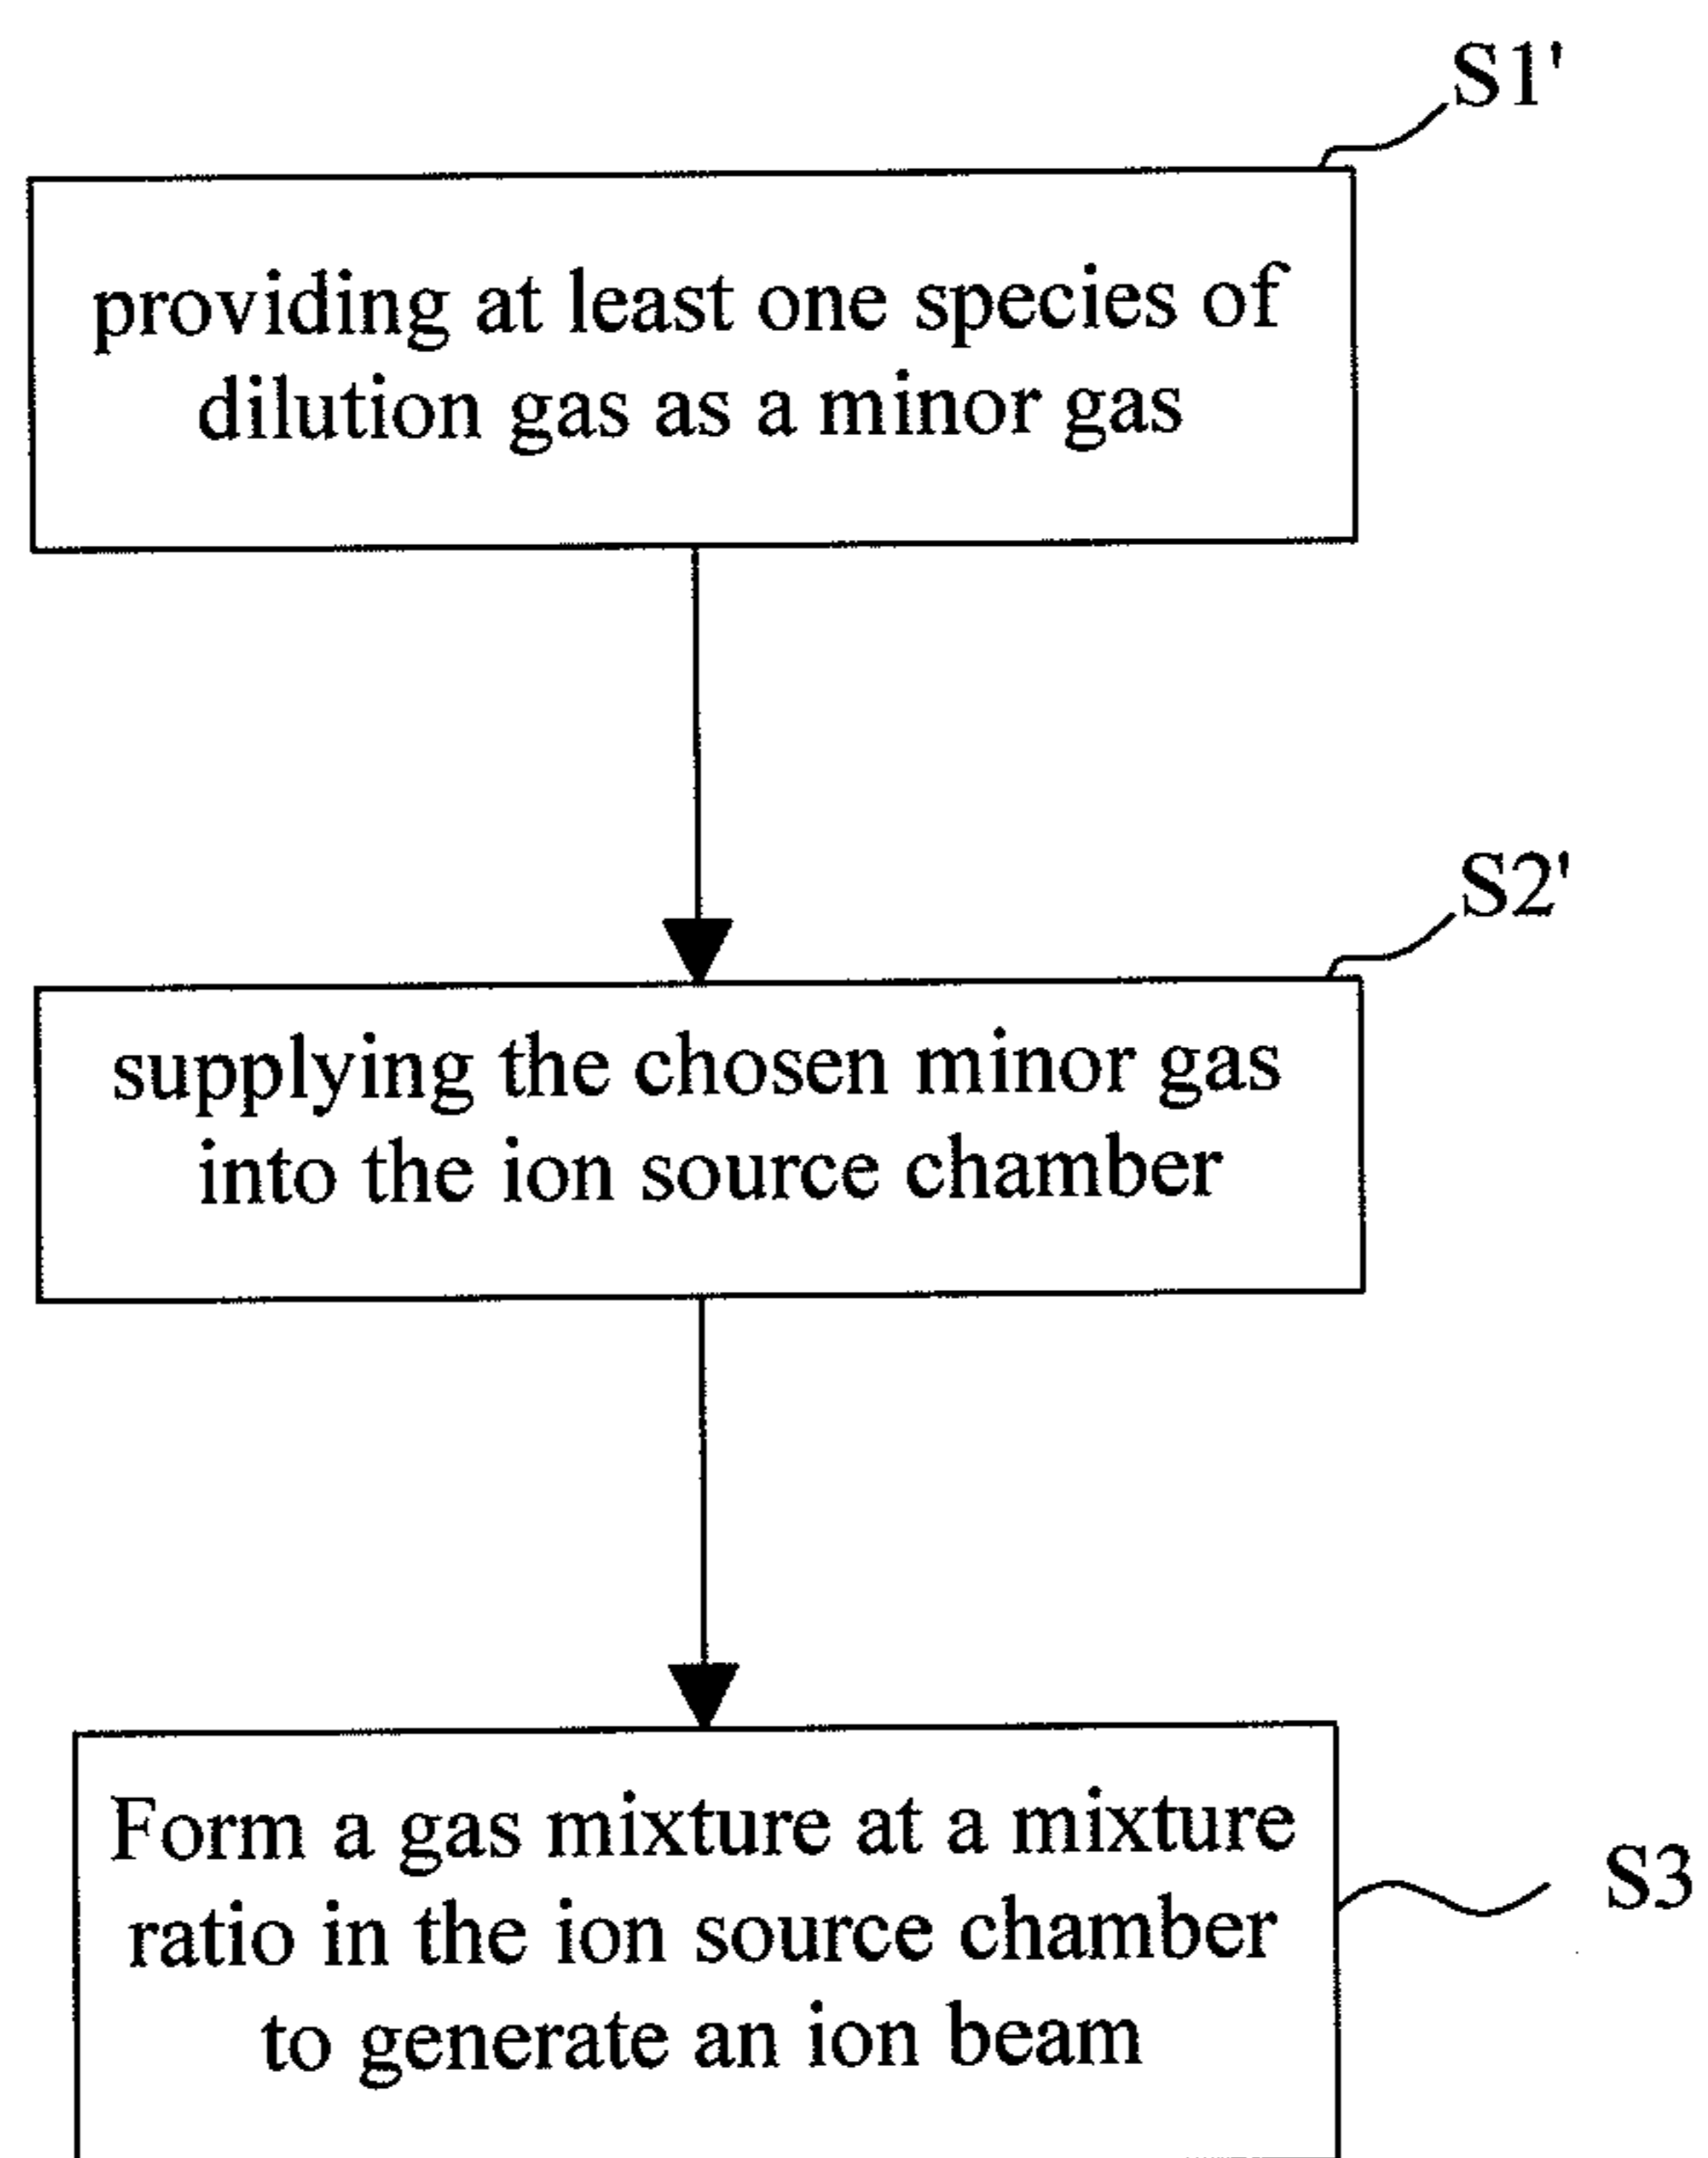 S1'
providing at least one species of
dilution gas as a minor gas
S2'
supplying the chosen minor gas
into the ion source chamber
Form a gas mixture at a mixture
ratio in the ion source chamber
to generate an ion beam
S3